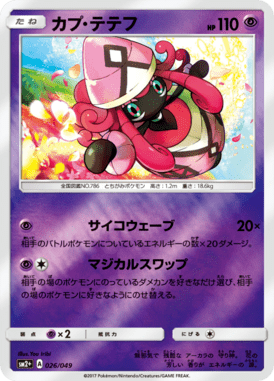 たね カプ・テテフ HP 110
全国図鑑NO.786 とちがみポケモン 高さ:1.2m 重さ:18.6kg
サイコウェーブ 20×
相手のバトルポケモンについているエネルギーの数×20ダメージ。
マジカルスワップ
相手の場のポケモンにのっているダメカンを好きなだけ選び、相手の場のポケモンに好きなようにのせ替える。
弱点 ×2 抵抗力 にげる
SM2+ A 026/049
©2017 Pokémon/Nintendo/Creatures/GAME FREAK.